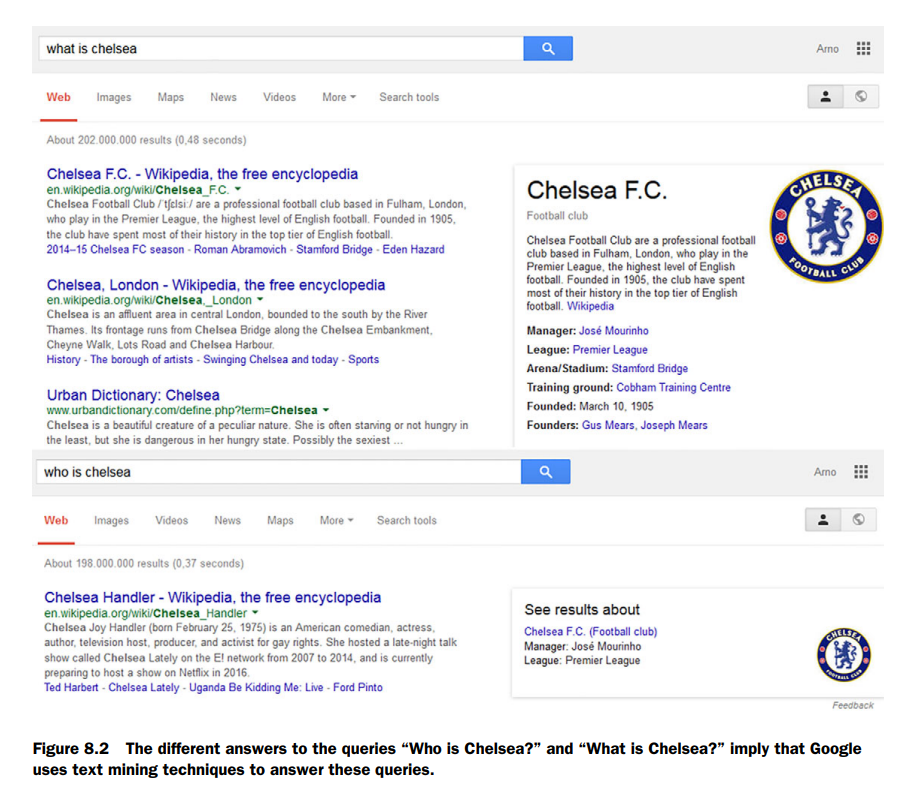 what is chelsea
Arno
Web Images Maps News Videos More Search tools
About 202.000.000 results (0,48 seconds)
Chelsea F.C. - Wikipedia, the free encyclopedia
en.wikipedia.org/wiki/Chelsea_F.C.
Chelsea Football Club /ˈtʃɛlsiː/ are a professional football club based in Fulham, London,
who play in the Premier League, the highest level of English football. Founded in 1905,
the club have spent most of their history in the top tier of English football.
2014–15 Chelsea FC season - Roman Abramovich - Stamford Bridge - Eden Hazard
Chelsea, London - Wikipedia, the free encyclopedia
en.wikipedia.org/wiki/Chelsea,_London
Chelsea is an affluent area in central London, bounded to the south by the River
Thames. Its frontage runs from Chelsea Bridge along the Chelsea Embankment,
Cheyne Walk, Lots Road and Chelsea Harbour.
History - The borough of artists - Swinging Chelsea and today - Sports
Urban Dictionary: Chelsea
www.urbandictionary.com/define.php?term=Chelsea
Chelsea is a beautiful creature of a peculiar nature. She is often starving or not hungry in
the least, but she is dangerous in her hungry state. Possibly the sexiest ...
Chelsea F.C.
Football club
Chelsea Football Club are a professional football
club based in Fulham, London, who play in the
Premier League, the highest level of English
football. Founded in 1905, the club have spent
most of their history in the top tier of English
football. Wikipedia
Manager: José Mourinho
League: Premier League
Arena/Stadium: Stamford Bridge
Training ground: Cobham Training Centre
Founded: March 10, 1905
Founders: Gus Mears, Joseph Mears
CHELSEA
FOOTBALL CLUB
who is chelsea
Arno
Web Images Videos News Maps More Search tools
About 198.000.000 results (0,37 seconds)
Chelsea Handler - Wikipedia, the free encyclopedia
en.wikipedia.org/wiki/Chelsea_Handler
Chelsea Joy Handler (born February 25, 1975) is an American comedian, actress,
author, television host, producer, and activist for gay rights. She hosted a late-night talk
show called Chelsea Lately on the E! network from 2007 to 2014, and is currently
preparing to host a show on Netflix in 2016.
Ted Harbert - Chelsea Lately - Uganda Be Kidding Me: Live - Ford Pinto
See results about
Chelsea F.C. (Football club)
Manager: José Mourinho
League: Premier League
CHELSEA
FOOTBALL CLUB
Feedback
Figure 8.2 The different answers to the queries “Who is Chelsea?” and “What is Chelsea?” imply that Google
uses text mining techniques to answer these queries.